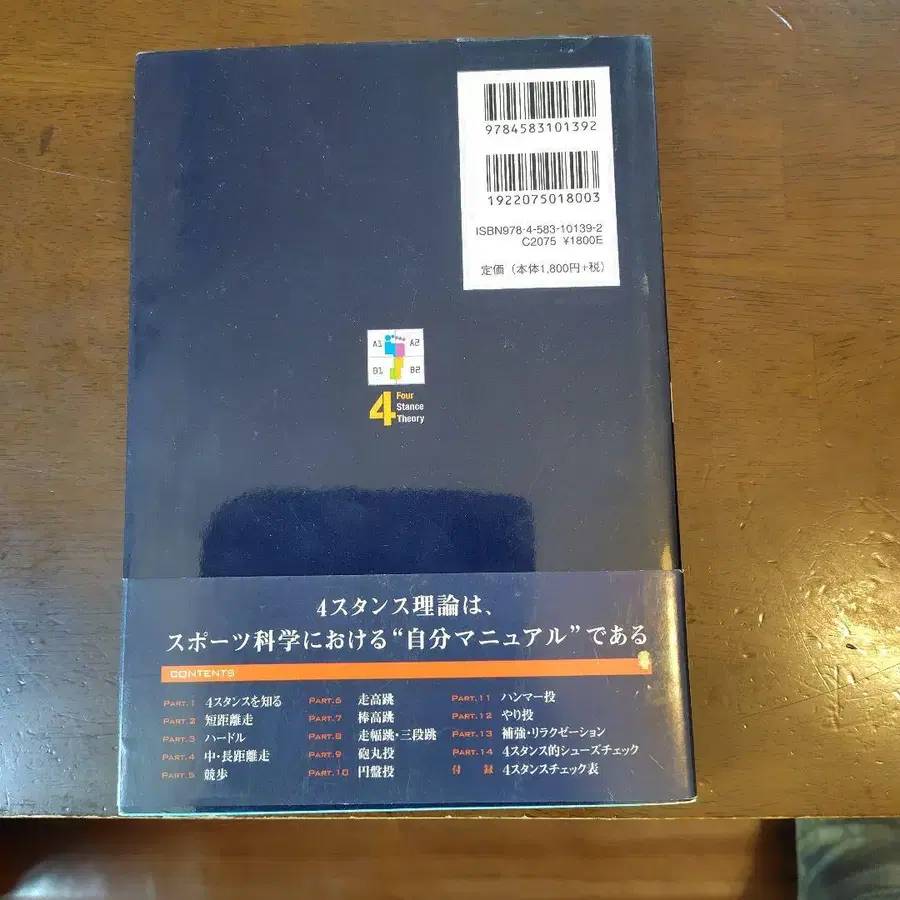 9784583101392
1922075018003
ISBN978-4-583-10139-2
C2075 ¥1800E
定価（本体1,800円+税）
A1 A2
B1 B2
4 Four
Stance
Theory
4スタンス理論は、
スポーツ科学における“自分マニュアル”である
CONTENTS
PART.1 4スタンスを知る
PART.2 短距離走
PART.3 ハードル
PART.4 中・長距離走
PART.5 競歩
PART.6 走高跳
PART.7 棒高跳
PART.8 走幅跳・三段跳
PART.9 砲丸投
PART.10 円盤投
PART.11 ハンマー投
PART.12 やり投
PART.13 補強・リラクゼーション
PART.14 4スタンス的シューズチェック
付 録 4スタンスチェック表